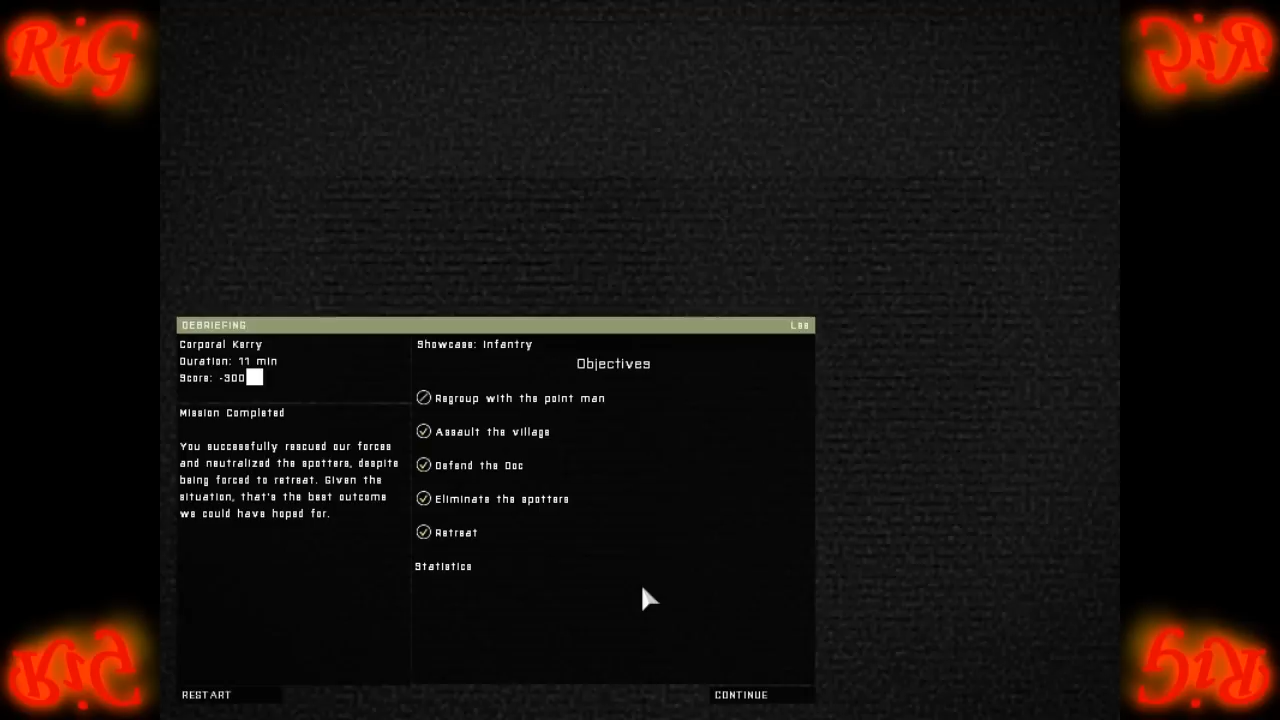 RiG
RiG
DEBRIEFING
Lee
Corporal Kerry
Duration: 11 min
Score: -300
Mission Completed
You successfully rescued our forces
and neutralized the spotters, despite
being forced to retreat. Given the
situation, that's the best outcome
we could have hoped for.
Showcase: Infantry
Objectives
Regroup with the point man
Assault the village
Defend the Doc
Eliminate the spotters
Retreat
Statistics
RESTART
CONTINUE
RiG
RiG